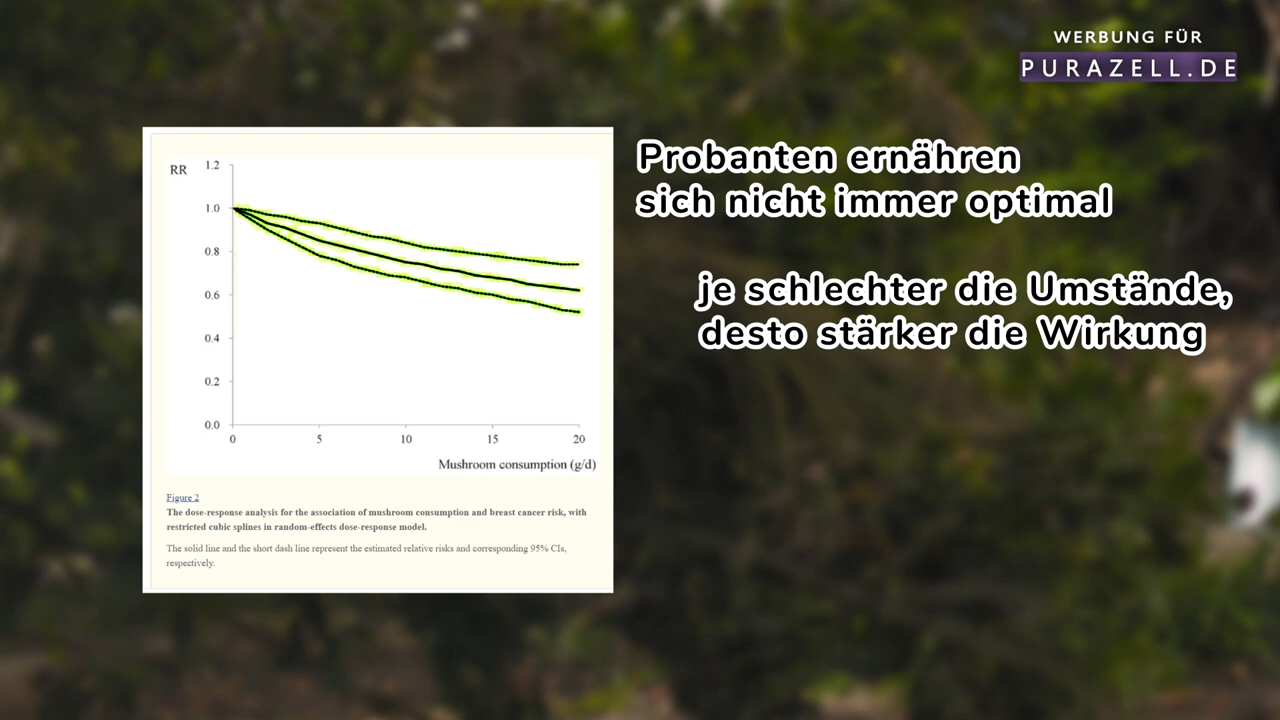 WERBUNG FÜR
PURAZELL.DE
Probanten ernähren
sich nicht immer optimal
je schlechter die Umstände,
desto stärker die Wirkung
RR
1.2
1.0
0.8
0.6
0.4
0.2
0.0
0 5 10 15 20
Mushroom consumption (g/d)
Figure 2
The dose-response analysis for the association of mushroom consumption and breast cancer risk, with
restricted cubic splines in random-effects dose-response model.
The solid line and the short dash line represent the estimated relative risks and corresponding 95% CIs,
respectively.